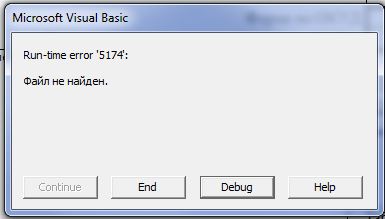 Microsoft Visual Basic
Run-time error '5174':
Файл не найден.
Continue
End
Debug
Help